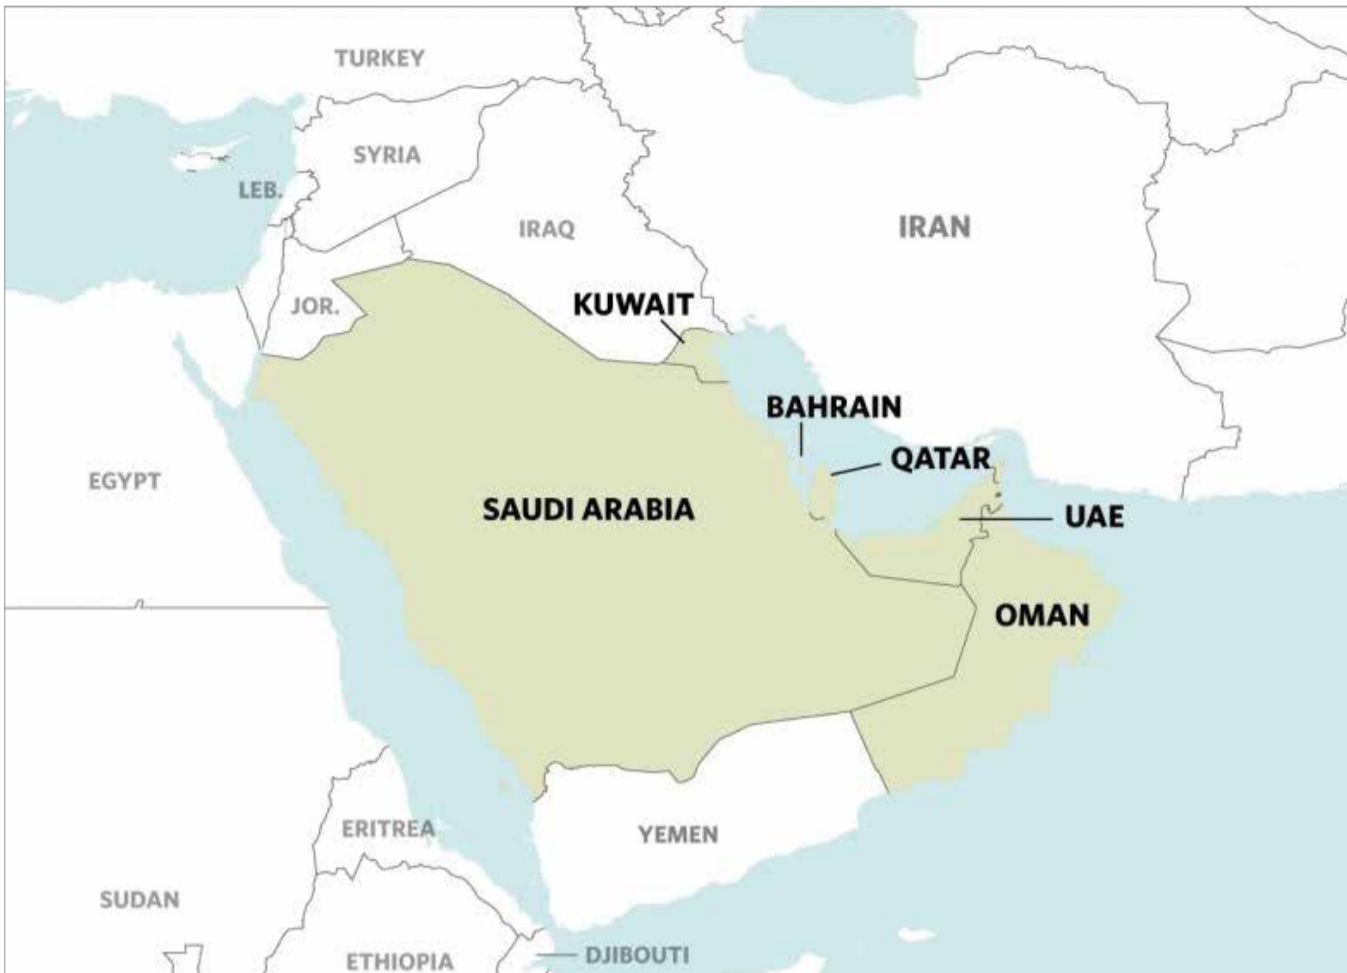 TURKEY
SYRIA
LEB.
IRAQ
IRAN
JOR.
KUWAIT
BAHRAIN
QATAR
EGYPT
SAUDI ARABIA
UAE
OMAN
ERITREA
YEMEN
SUDAN
ETHIOPIA
DJIBOUTI